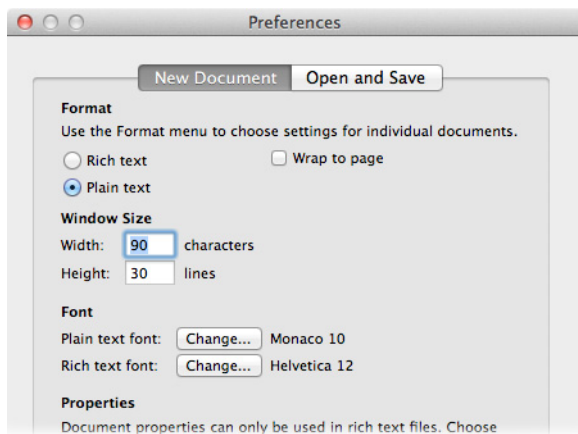 Preferences
New Document Open and Save
Format
Use the Format menu to choose settings for individual documents.
Rich text Wrap to page
Plain text
Window Size
Width: 90 characters
Height: 30 lines
Font
Plain text font: Change... Monaco 10
Rich text font: Change... Helvetica 12
Properties
Document properties can only be used in rich text files. Choose